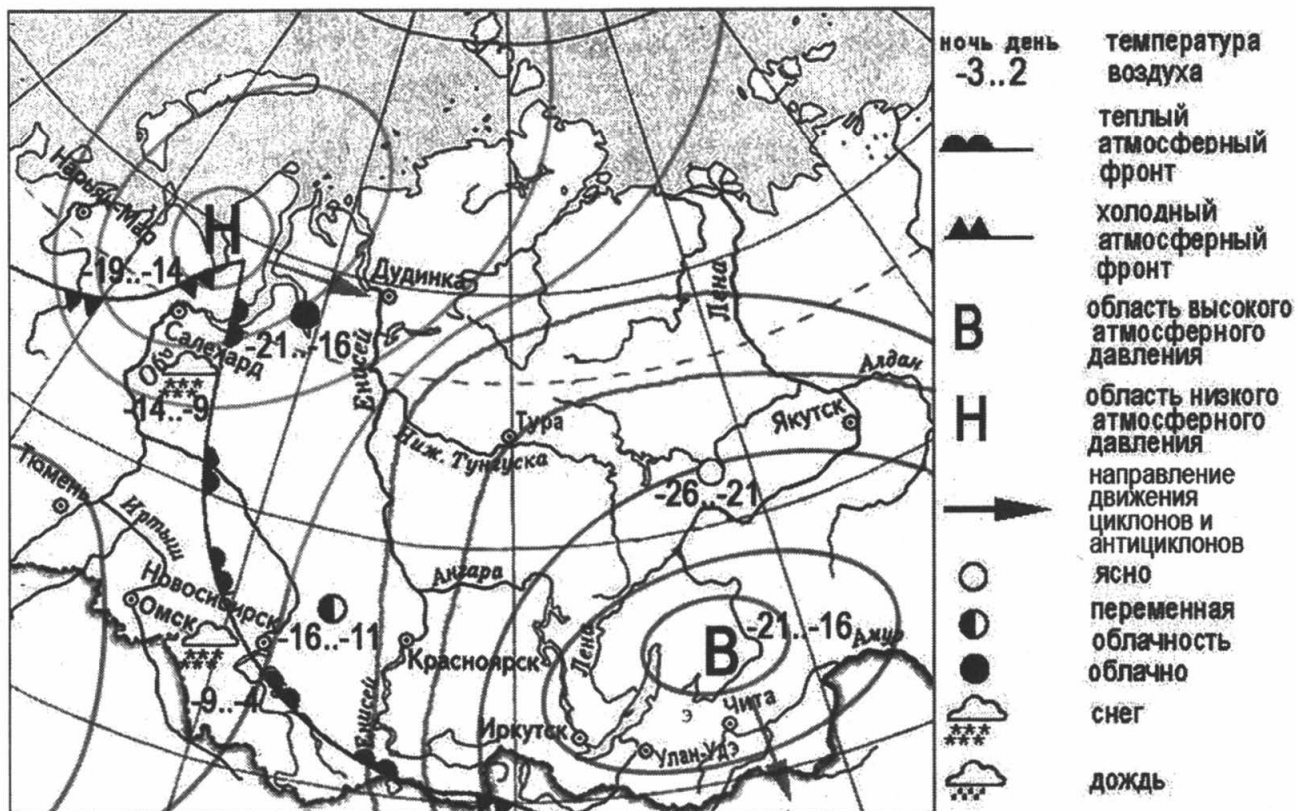 Нарьян-Мар
Н
-19..-14
Дудинка
Салехард
-21..-16
Обь
Енисей
-14..-9
Лена
Алдан
Тура
Ниж. Тунгуска
Якутск
-26..-21
Тюмень
Иртыш
Ангара
Новосибирск
Омск
-16..-11
Красноярск
Лена
В
-21..-16
Амур
-9..-4
Енисей
Иркутск
э
Чита
Улан-Удэ
ночь день
-3..2
температура
воздуха
теплый
атмосферный
фронт
холодный
атмосферный
фронт
В
область высокого
атмосферного
давления
Н
область низкого
атмосферного
давления
направление
движения
циклонов и
антициклонов
ясно
переменная
облачность
облачно
снег
дождь